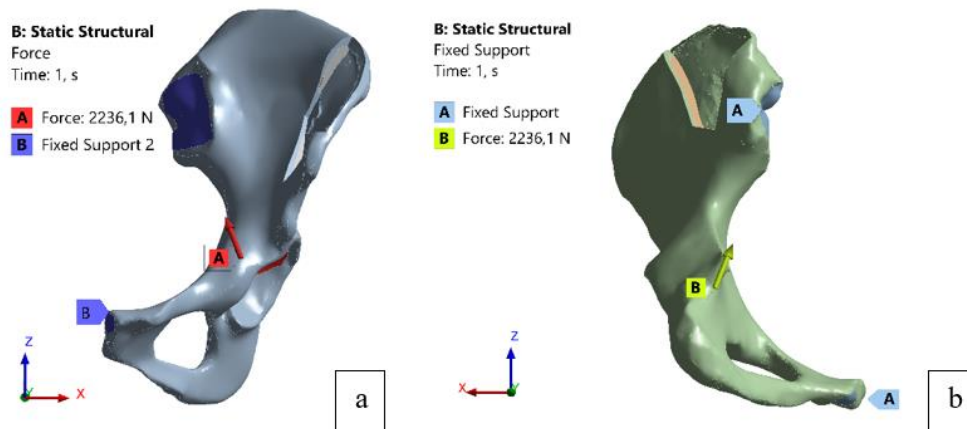 B: Static Structural
Force
Time: 1, s
A Force: 2236,1 N
B Fixed Support 2
A
B
Z
Y
X
a
B: Static Structural
Fixed Support
Time: 1, s
A Fixed Support
B Force: 2236,1 N
A
B
A
Z
X
Y
b